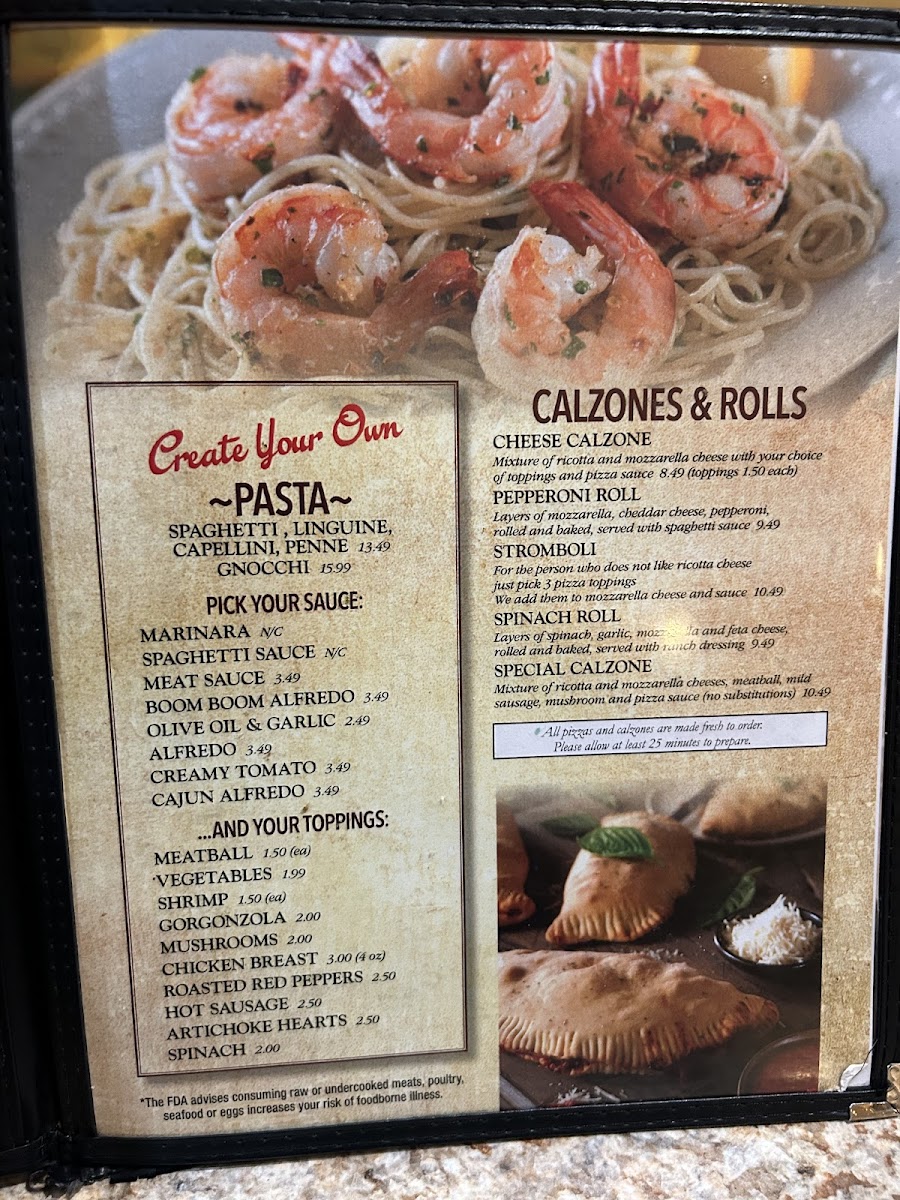 Create Your Own
~PASTA~
SPAGHETTI , LINGUINE,
CAPELLINI, PENNE 13.49
GNOCCHI 15.99
PICK YOUR SAUCE:
MARINARA N/C
SPAGHETTI SAUCE N/C
MEAT SAUCE 3.49
BOOM BOOM ALFREDO 3.49
OLIVE OIL & GARLIC 2.49
ALFREDO 3.49
CREAMY TOMATO 3.49
CAJUN ALFREDO 3.49
...AND YOUR TOPPINGS:
MEATBALL 1.50 (ea)
VEGETABLES 1.99
SHRIMP 1.50 (ea)
GORGONZOLA 2.00
MUSHROOMS 2.00
CHICKEN BREAST 3.00 (4 oz)
ROASTED RED PEPPERS 2.50
HOT SAUSAGE 2.50
ARTICHOKE HEARTS 2.50
SPINACH 2.00
*The FDA advises consuming raw or undercooked meats, poultry,
seafood or eggs increases your risk of foodborne illness.
CALZONES & ROLLS
CHEESE CALZONE
Mixture of ricotta and mozzarella cheese with your choice
of toppings and pizza sauce 8.49 (toppings 1.50 each)
PEPPERONI ROLL
Layers of mozzarella, cheddar cheese, pepperoni,
rolled and baked, served with spaghetti sauce 9.49
STROMBOLI
For the person who does not like ricotta cheese
just pick 3 pizza toppings
We add them to mozzarella cheese and sauce 10.49
SPINACH ROLL
Layers of spinach, garlic, mozzarella and feta cheese,
rolled and baked, served with ranch dressing 9.49
SPECIAL CALZONE
Mixture of ricotta and mozzarella cheeses, meatball, mild
sausage, mushroom and pizza sauce (no substitutions) 10.49
All pizzas and calzones are made fresh to order.
Please allow at least 25 minutes to prepare.